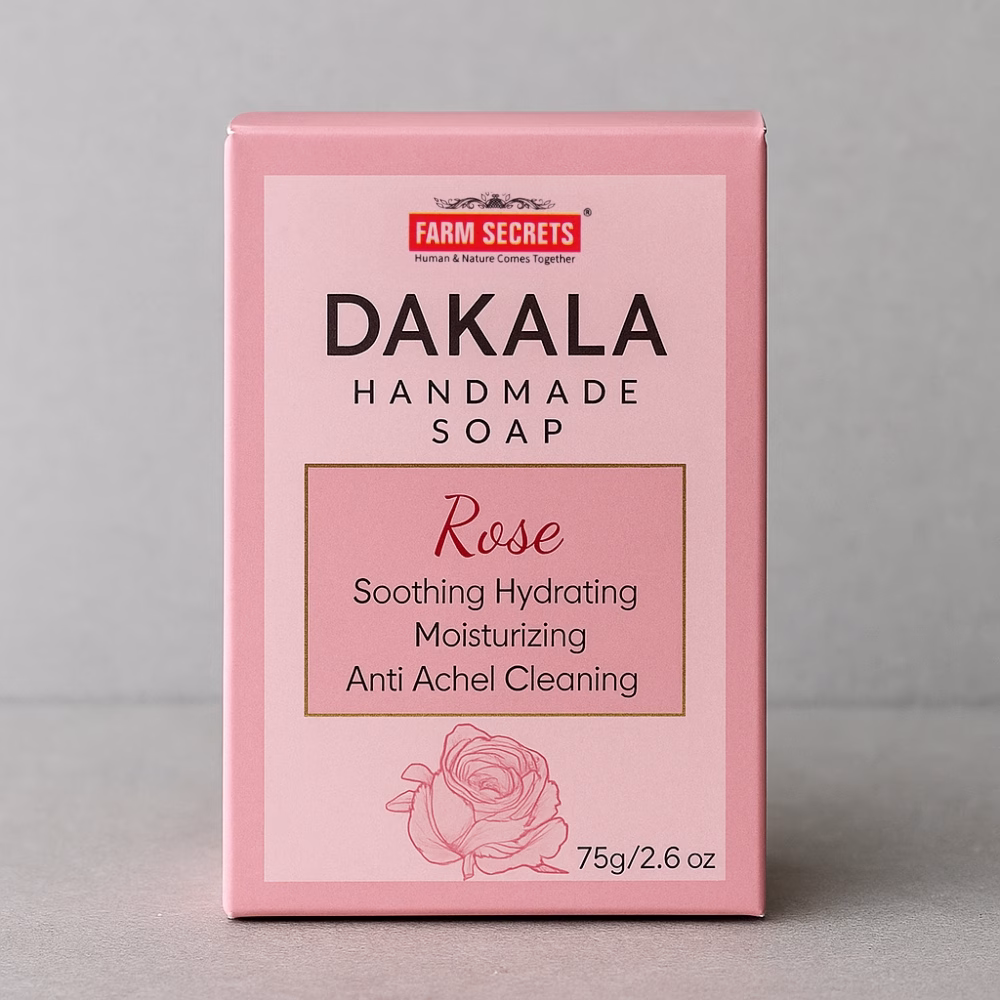 FARM SECRETS ®
Human & Nature Comes Together
DAKALA
HANDMADE
SOAP
Rose
Soothing Hydrating
Moisturizing
Anti Achel Cleaning
75g/2.6 oz